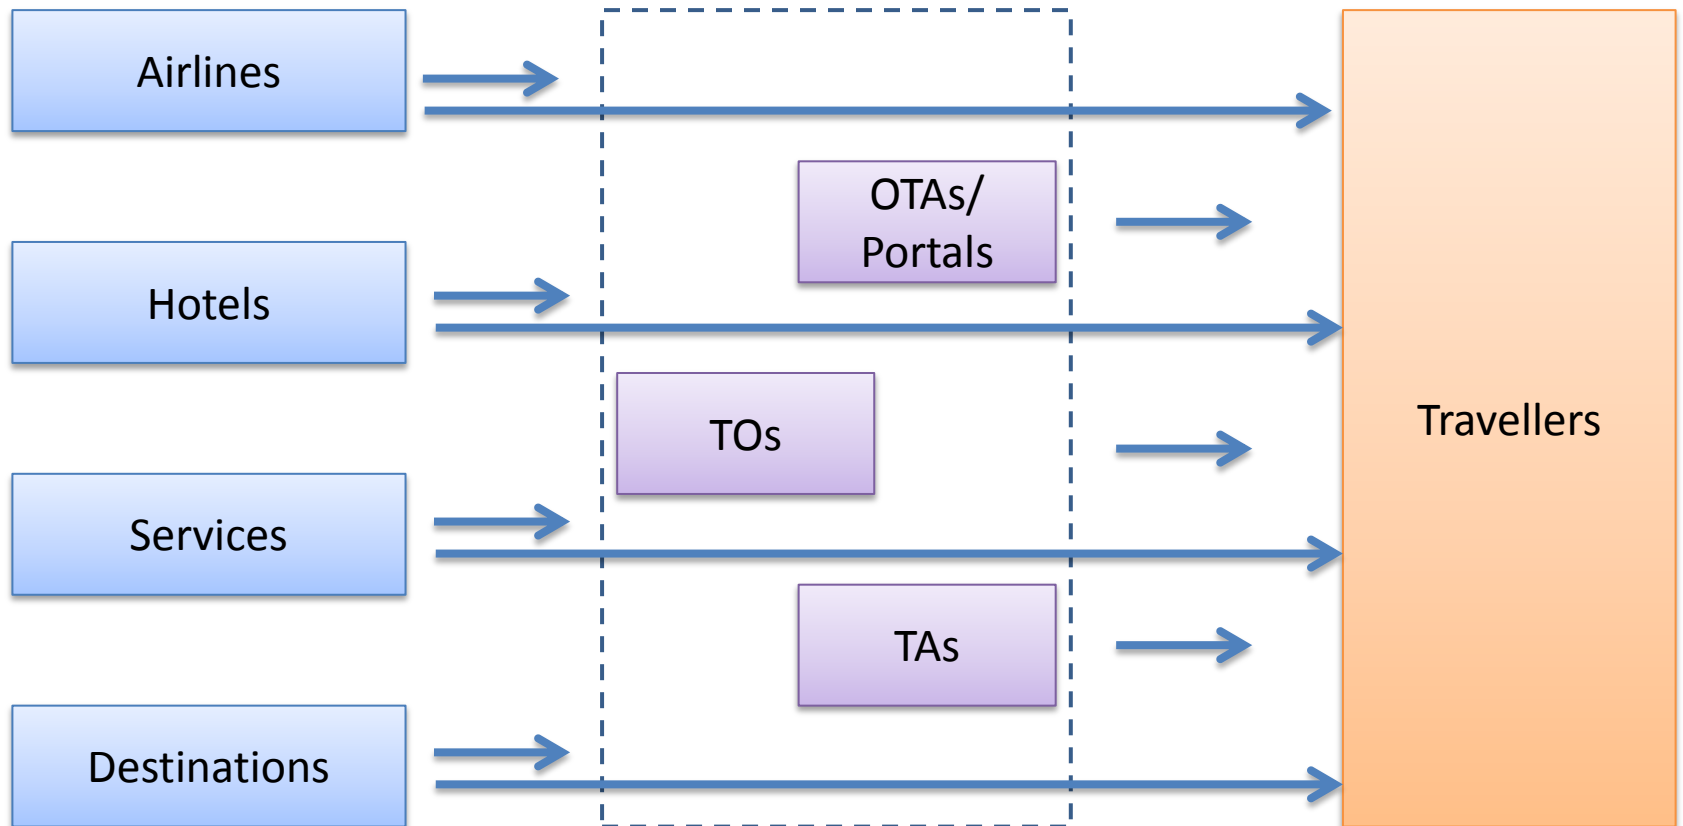 Airlines
OTAs/
Portals
Hotels
TOs
Travellers
Services
TAs
Destinations